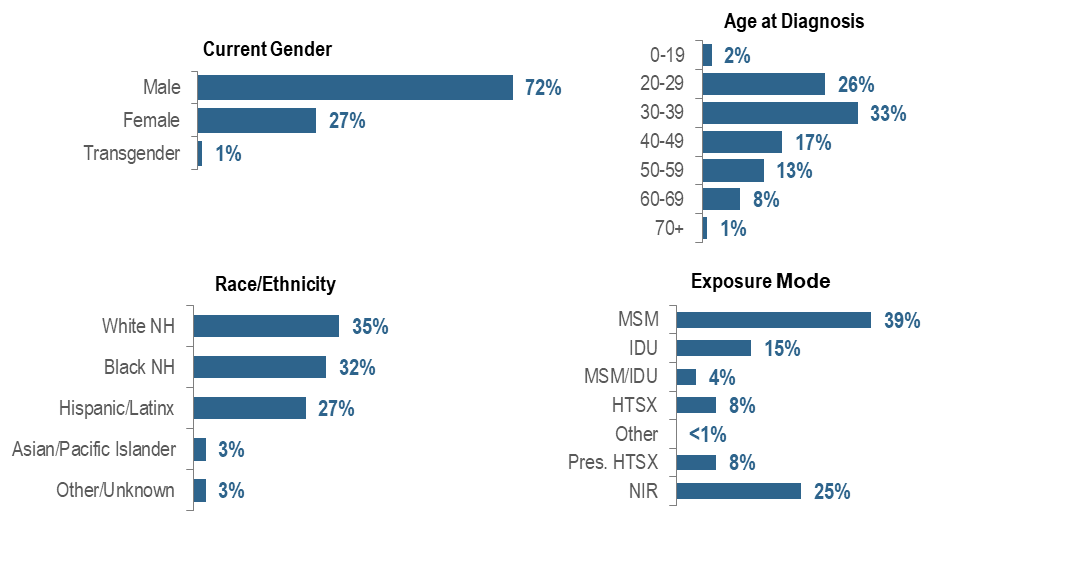 Current Gender
Male 72%
Female 27%
Transgender 1%
Age at Diagnosis
0-19 2%
20-29 26%
30-39 33%
40-49 17%
50-59 13%
60-69 8%
70+ 1%
Race/Ethnicity
White NH 35%
Black NH 32%
Hispanic/Latinx 27%
Asian/Pacific Islander 3%
Other/Unknown 3%
Exposure Mode
MSM 39%
IDU 15%
MSM/IDU 4%
HTSX 8%
Other <1%
Pres. HTSX 8%
NIR 25%